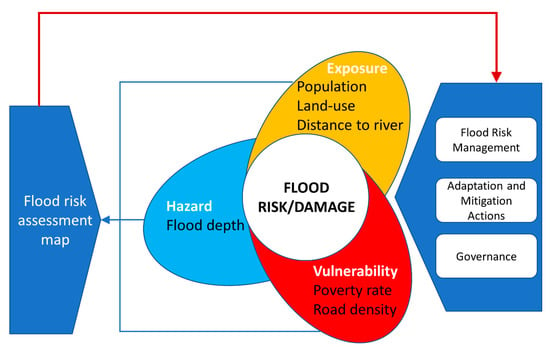 Exposure
Population
Land-use
Distance to river
Flood risk
assessment
map
Hazard
Flood depth
FLOOD
RISK/DAMAGE
Vulnerability
Poverty rate
Road density
Flood Risk
Management
Adaptation and
Mitigation
Actions
Governance